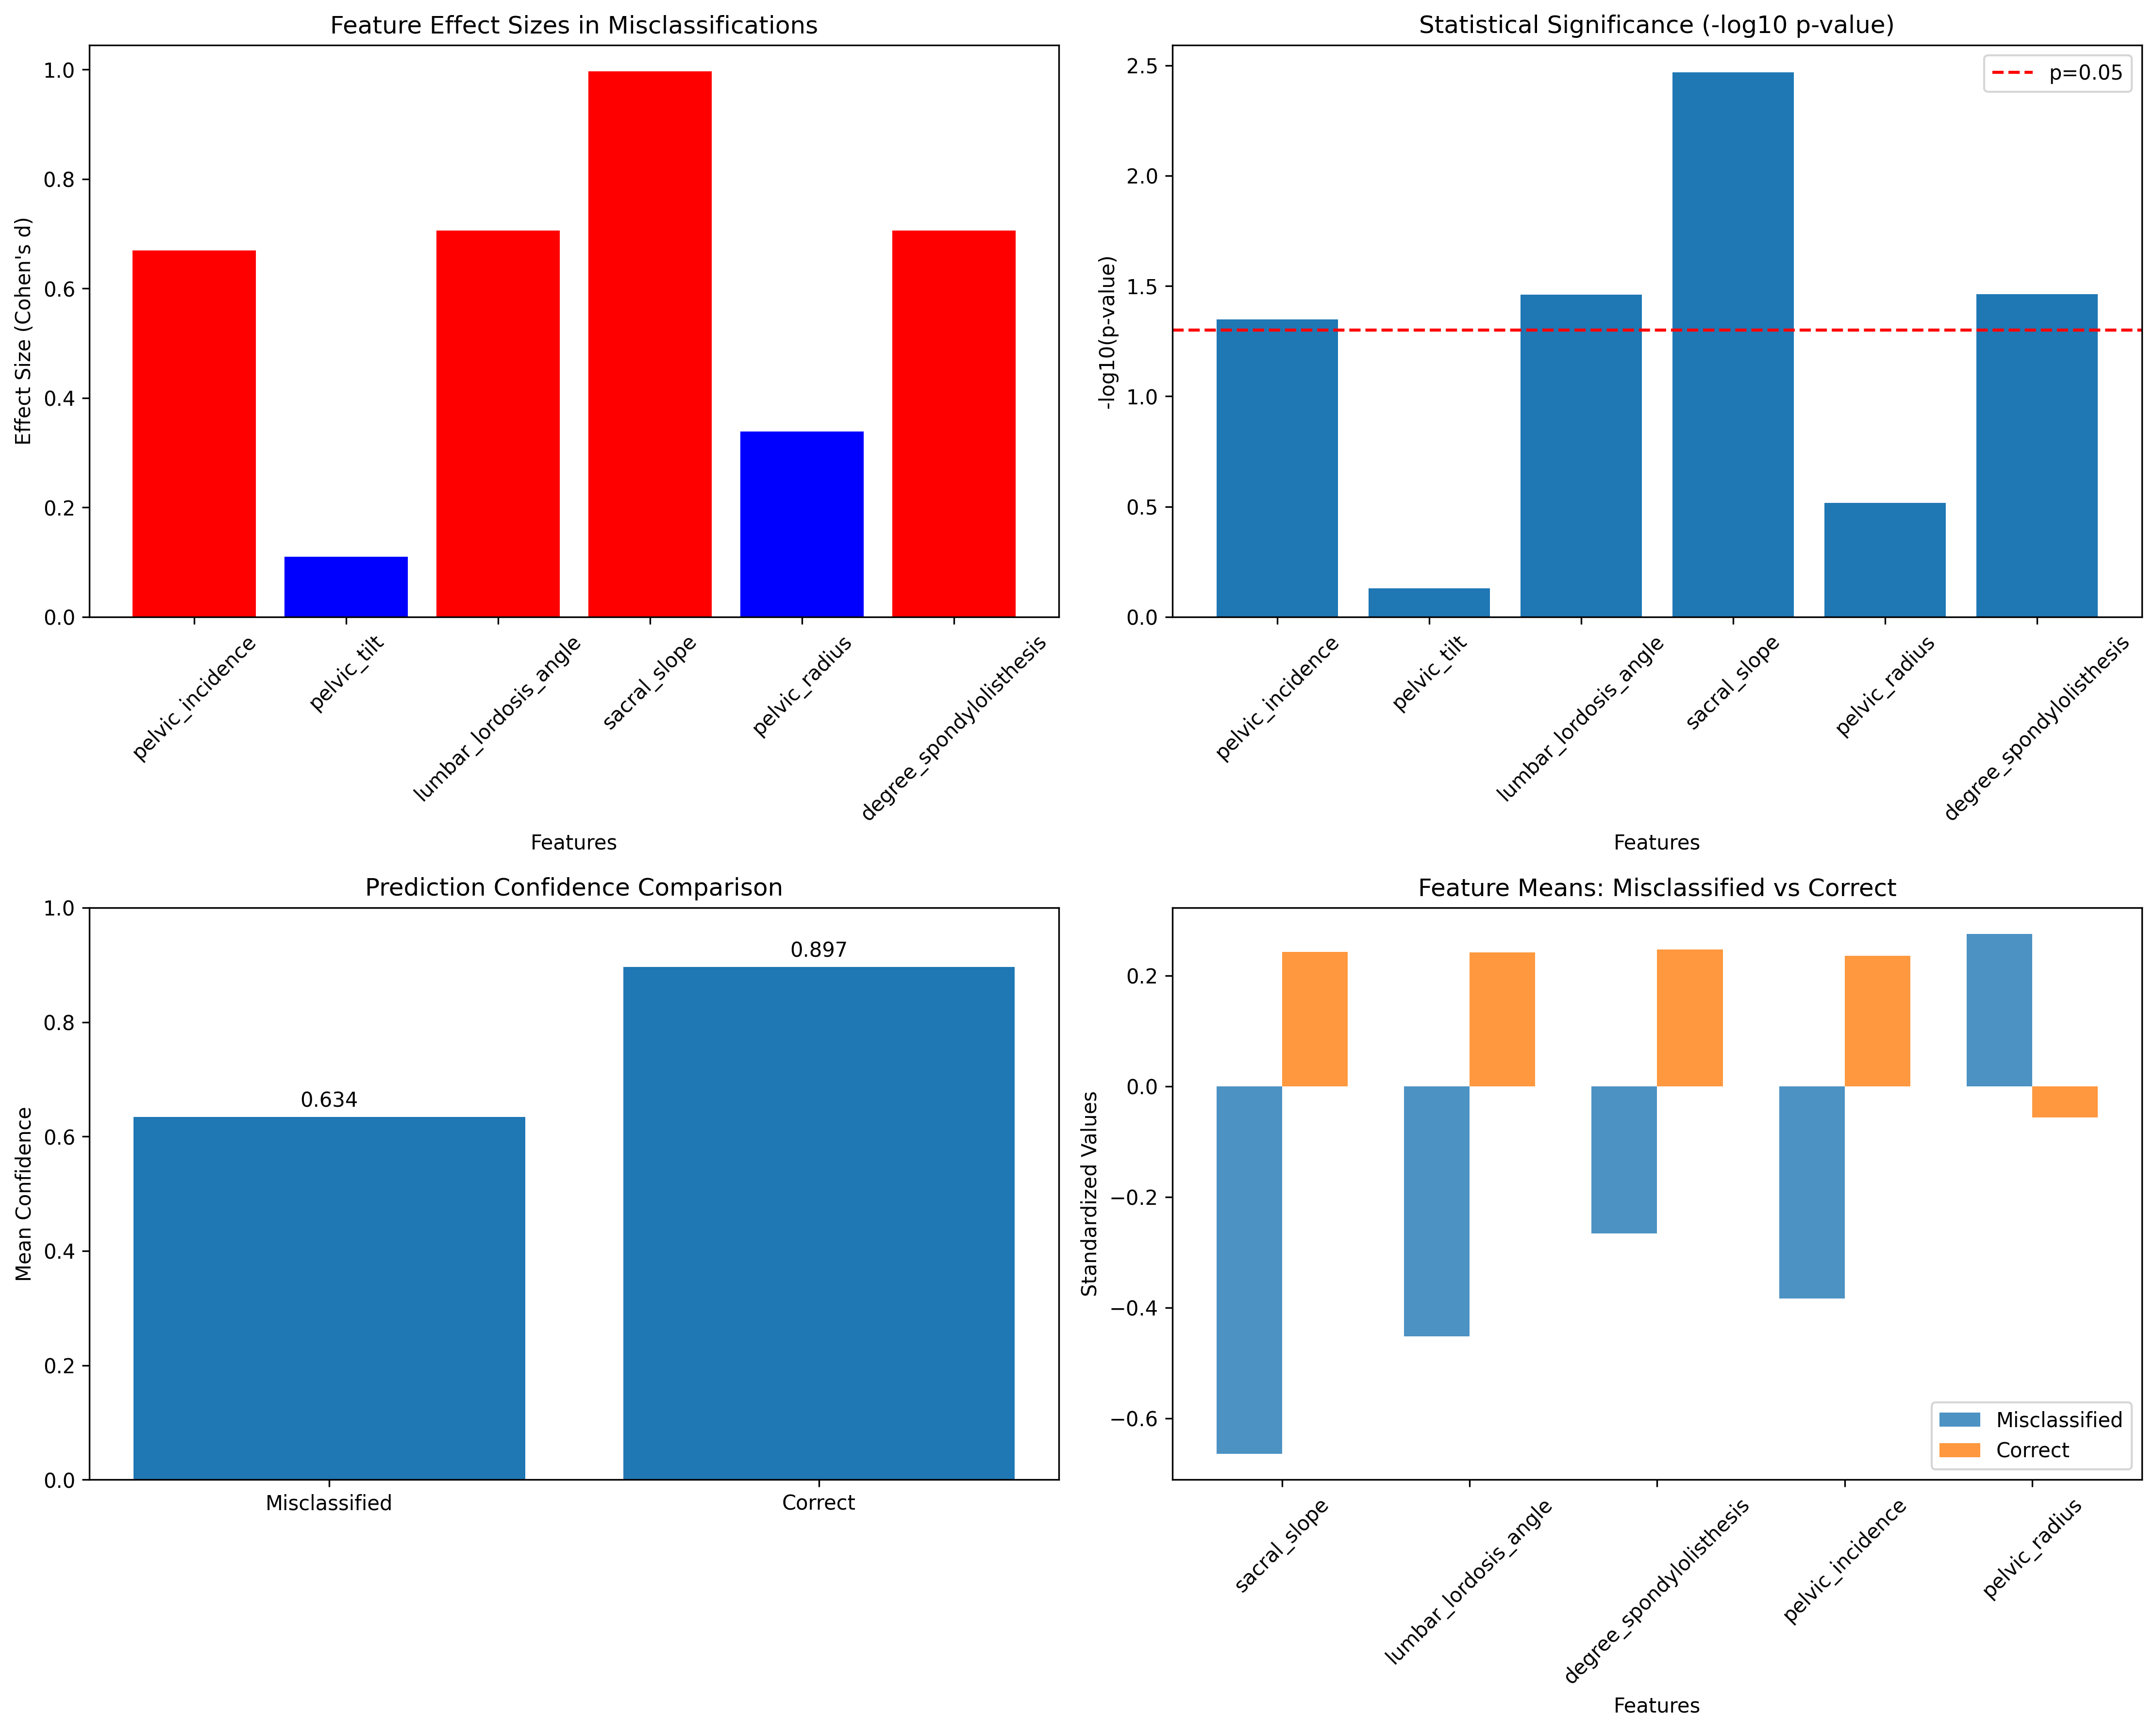 Feature Effect Sizes in Misclassifications
Effect Size (Cohen's d)
1.0
0.8
0.6
0.4
0.2
0.0
pelvic_incidence
pelvic_tilt
lumbar_lordosis_angle
sacral_slope
pelvic_radius
degree_spondylolisthesis
Features
Statistical Significance (-log10 p-value)
-log10(p-value)
2.5
2.0
1.5
1.0
0.5
0.0
p=0.05
pelvic_incidence
pelvic_tilt
lumbar_lordosis_angle
sacral_slope
pelvic_radius
degree_spondylolisthesis
Features
Prediction Confidence Comparison
Mean Confidence
1.0
0.8
0.6
0.4
0.2
0.0
0.634
0.897
Misclassified
Correct
Feature Means: Misclassified vs Correct
Standardized Values
0.2
0.0
−0.2
−0.4
−0.6
Misclassified
Correct
sacral_slope
lumbar_lordosis_angle
degree_spondylolisthesis
pelvic_incidence
pelvic_radius
Features